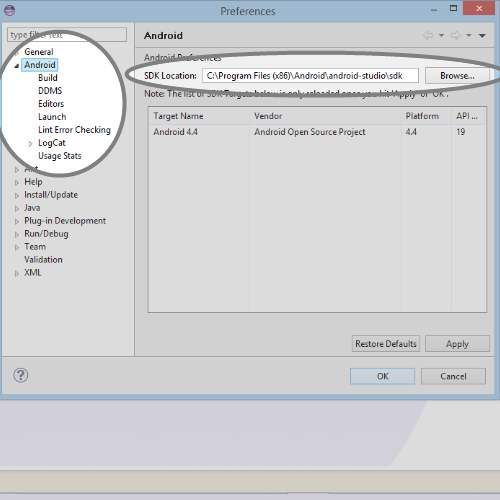 Preferences
type filter text
General
Android
Build
DDMS
Editors
Launch
Lint Error Checking
LogCat
Usage Stats
Ant
Help
Install/Update
Java
Plug-in Development
Run/Debug
Team
Validation
XML
Android
Android Preferences
SDK Location: C:\Program Files (x86)\Android\android-studio\sdk Browse...
Note: The list of SDK Targets below is only reloaded once you hit 'Apply' or 'OK'.
Target Name Vendor Platform API ...
Android 4.4 Android Open Source Project 4.4 19
Restore Defaults Apply
? OK Cancel